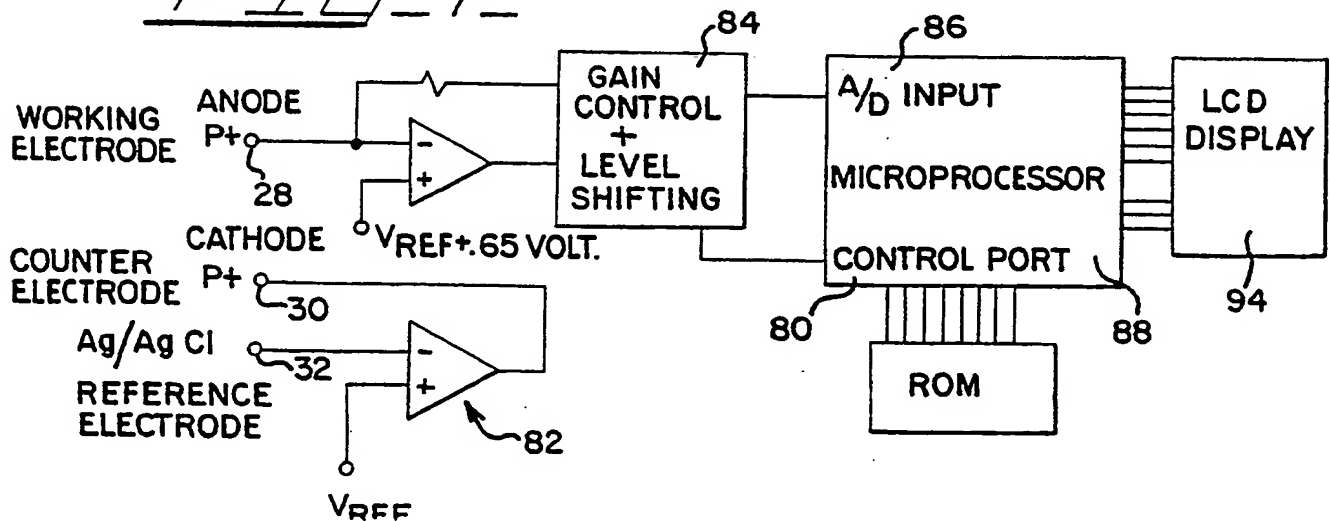 84
86
GAIN
CONTROL
+
LEVEL
SHIFTING
A/D INPUT
MICROPROCESSOR
CONTROL PORT
LCD
DISPLAY
WORKING
ELECTRODE
ANODE
P+
28
-
+
VREF+.65 VOLT.
COUNTER
ELECTRODE
CATHODE
P+
30
Ag/Ag Cl
32
REFERENCE
ELECTRODE
-
+
82
VREF
80
88
94
ROM